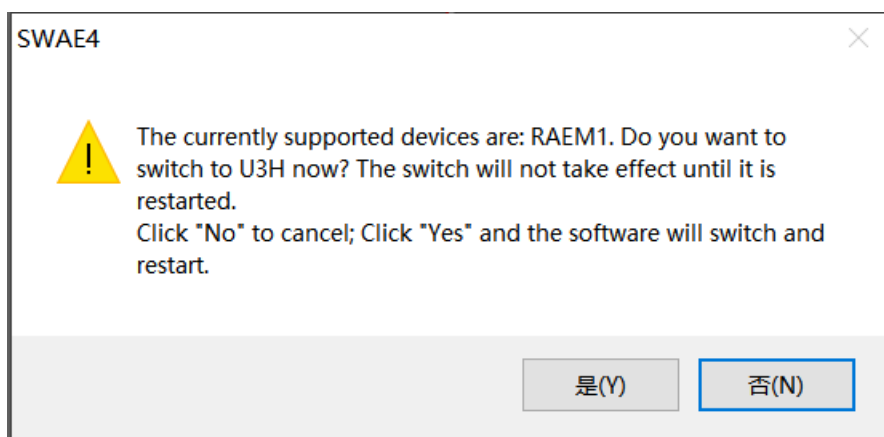 SWAE4
The currently supported devices are: RAEM1. Do you want to
switch to U3H now? The switch will not take effect until it is
restarted.
Click "No" to cancel; Click "Yes" and the software will switch and
restart.
是(Y)
否(N)